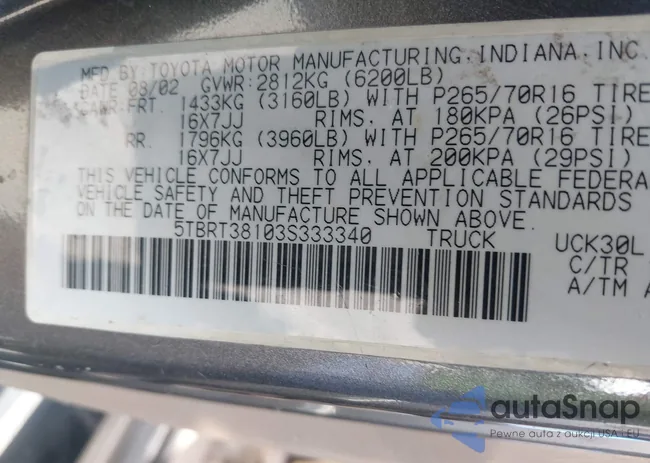 MFD BY: TOYOTA MOTOR MANUFACTURING, INDIANA, INC.
DATE 08/02 GVWR: 2812KG (6200LB)
GAWR: FRT. 1433KG (3160LB) WITH P265/70R16 TIRE
16X7JJ RIMS. AT 180KPA (26PSI)
RR. 1796KG (3960LB) WITH P265/70R16 TIRE
16X7JJ RIMS. AT 200KPA (29PSI)
THIS VEHICLE CONFORMS TO ALL APPLICABLE FEDERA
VEHICLE SAFETY AND THEFT PREVENTION STANDARDS
ON THE DATE OF MANUFACTURE SHOWN ABOVE.
5TBRT38103S333340 TRUCK UCK30L
C/TR
A/TM A
autaSnap
Pewne auta z aukcji USA i EU